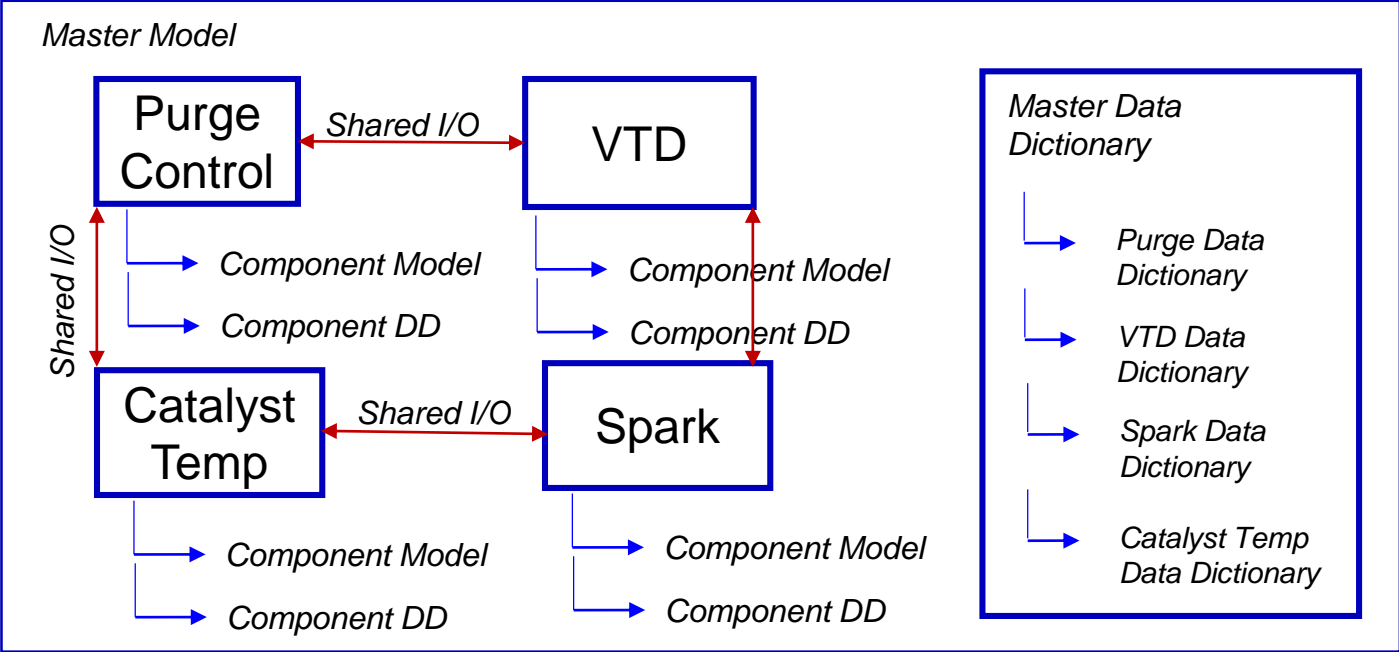 Master Model
Purge
Control
Shared I/O
VTD
Component Model
Component DD
Component Model
Component DD
Shared I/O
Catalyst
Temp
Shared I/O
Spark
Component Model
Component DD
Component Model
Component DD
Master Data
Dictionary
Purge Data
Dictionary
VTD Data
Dictionary
Spark Data
Dictionary
Catalyst Temp
Data Dictionary